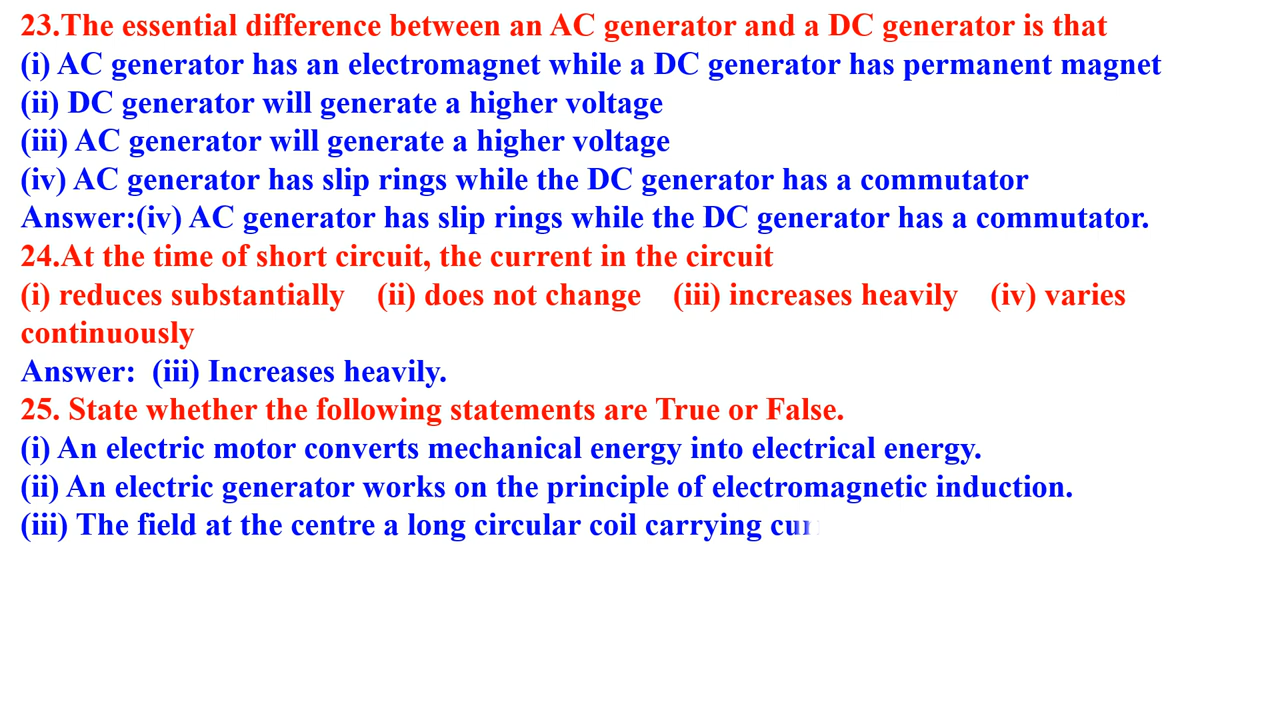 23.The essential difference between an AC generator and a DC generator is that
(i) AC generator has an electromagnet while a DC generator has permanent magnet
(ii) DC generator will generate a higher voltage
(iii) AC generator will generate a higher voltage
(iv) AC generator has slip rings while the DC generator has a commutator
Answer:(iv) AC generator has slip rings while the DC generator has a commutator.
24.At the time of short circuit, the current in the circuit
(i) reduces substantially (ii) does not change (iii) increases heavily (iv) varies
continuously
Answer: (iii) Increases heavily.
25. State whether the following statements are True or False.
(i) An electric motor converts mechanical energy into electrical energy.
(ii) An electric generator works on the principle of electromagnetic induction.
(iii) The field at the centre a long circular coil carrying